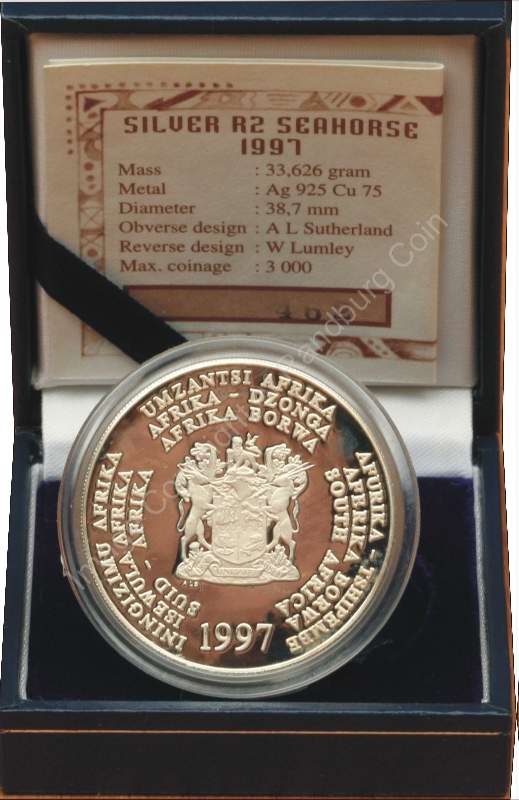 SILVER R2 SEAHORSE
1997
Mass : 33,626 gram
Metal : Ag 925 Cu 75
Diameter : 38,7 mm
Obverse design : A L Sutherland
Reverse design : W Lumley
Max. coinage : 3 000
UMZANTSI AFRIKA
AFRIKA - DZONGA
AFRIKA BORWA
ININGIZIMU AFRIKA
ISEWULA AFRIKA
SUID - AFRIKA
AFURIKA - TSHIPEMBE
AFRIKA BORWA
SOUTH AFRICA
1997
Randburg Coin